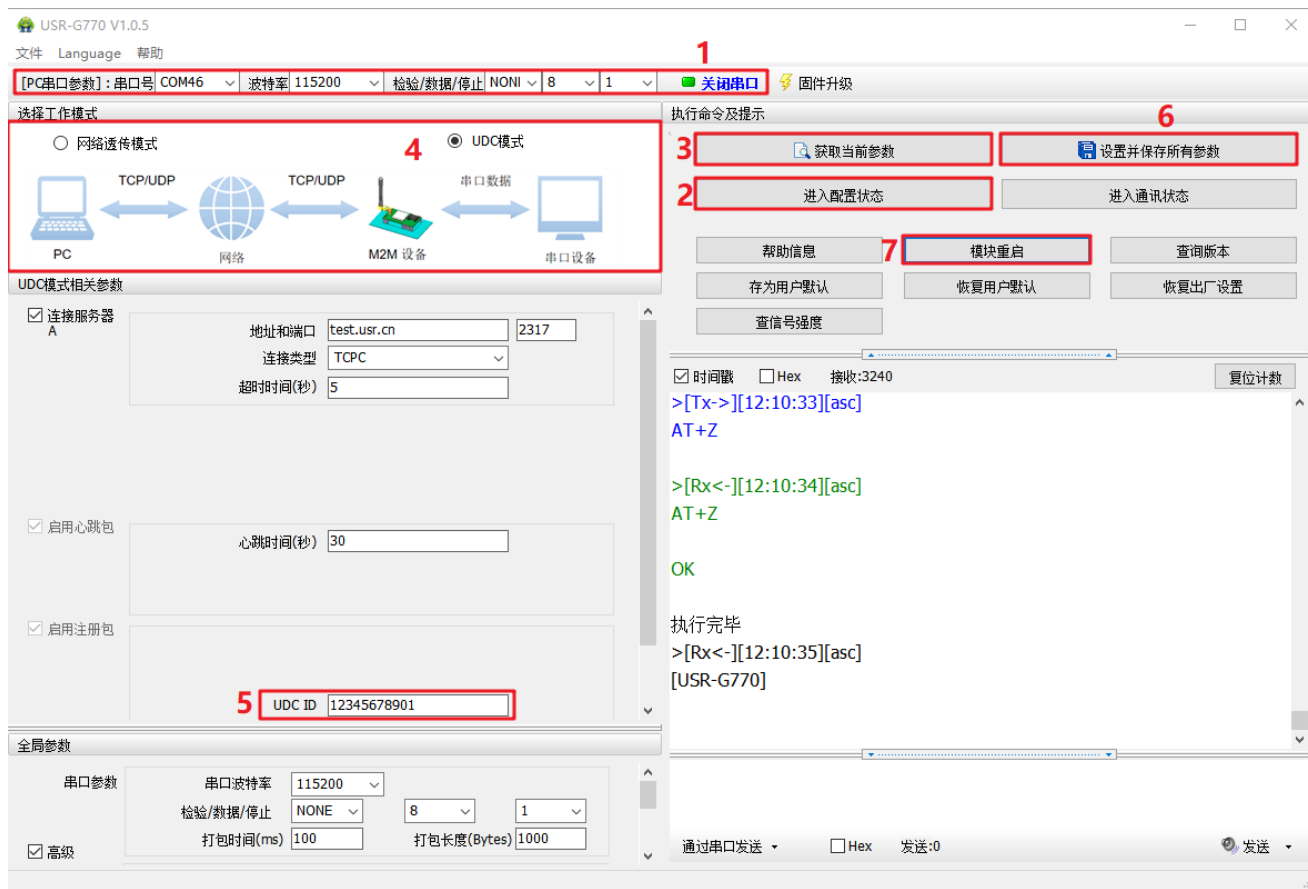 USR-G770 V1.0.5
文件 Language 帮助
1
[PC串口参数]:串口号 COM46 波特率 115200 检验/数据/停止 NONI 8 1 关闭串口 固件升级
选择工作模式
网络透传模式
4
UDC模式
TCP/UDP TCP/UDP 串口数据
PC 网络 M2M 设备 串口设备
UDC模式相关参数
连接服务器
A
地址和端口 test.usr.cn 2317
连接类型 TCPC
超时时间(秒) 5
启用心跳包
心跳时间(秒) 30
启用注册包
5 UDC ID 12345678901
全局参数
串口参数 串口波特率 115200
检验/数据/停止 NONE 8 1
打包时间(ms) 100 打包长度(Bytes) 1000
高级
执行命令及提示
6
3 获取当前参数 设置并保存所有参数
2 进入配置状态 进入通讯状态
帮助信息 7 模块重启 查询版本
存为用户默认 恢复用户默认 恢复出厂设置
查信号强度
时间戳 Hex 接收:3240 复位计数
>[Tx->][12:10:33][asc]
AT+Z
>[Rx<-][12:10:34][asc]
AT+Z
OK
执行完毕
>[Rx<-][12:10:35][asc]
[USR-G770]
通过串口发送 Hex 发送:0 发送